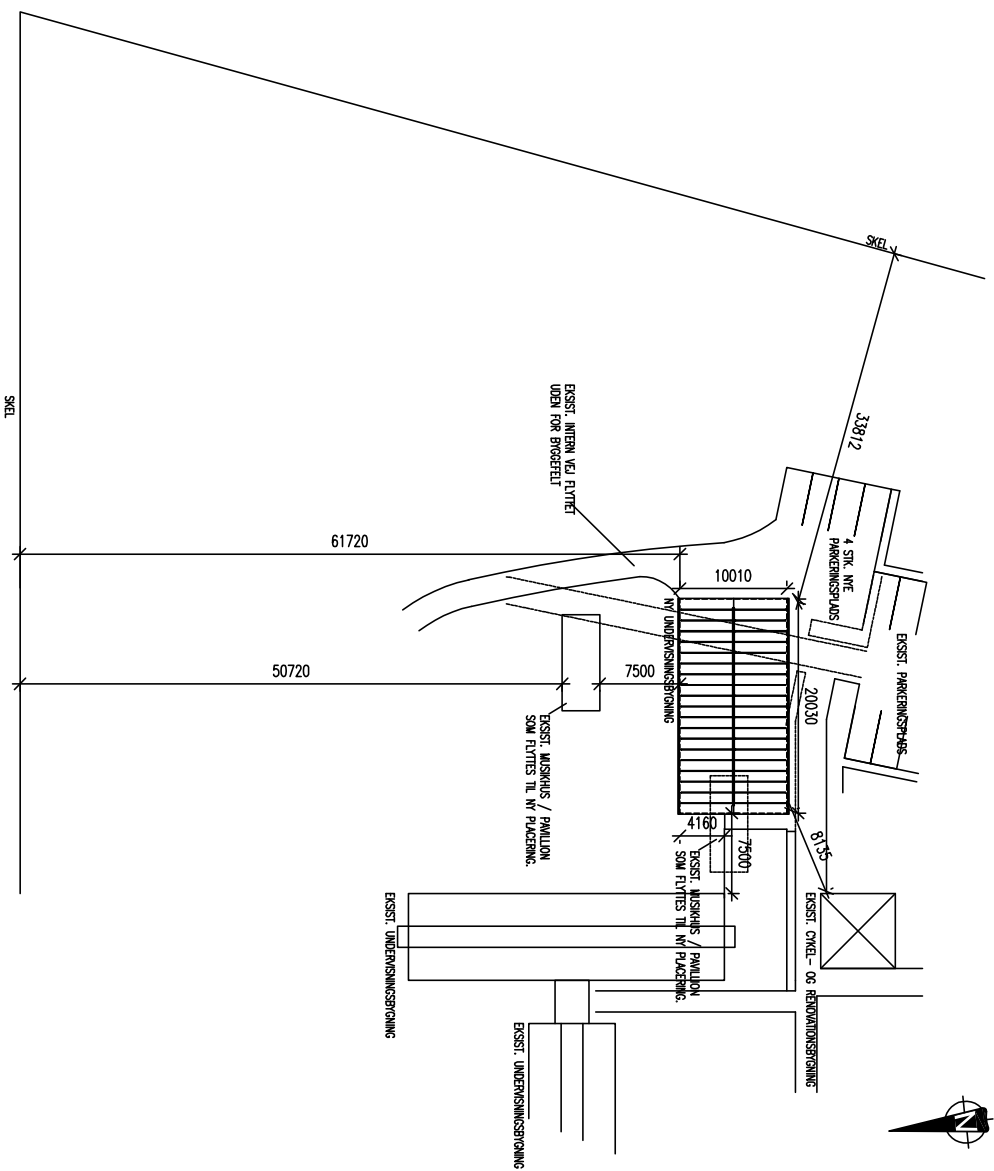 SKEL
33812
4 STK. NYE
PARKERINGSPLADS
EKSIST. PARKERINGSPLADS
EKSIST. INTERN VEJ FLYTTET
UDEN FOR BYGGEFELT
61720
10010
NY UNDERVISNINGSBYGNING
20030
50720
7500
EKSIST. MUSIKHUS / PAVILLION
SOM FLYTTES TIL NY PLACERING.
4160
7500
8135
EKSIST. MUSIKHUS / PAVILLION
SOM FLYTTES TIL NY PLACERING.
EKSIST. CYKEL- OG RENOVATIONSBYGNING
EKSIST. UNDERVISNINGSBYGNING
EKSIST. UNDERVISNINGSBYGNING
SKEL
N